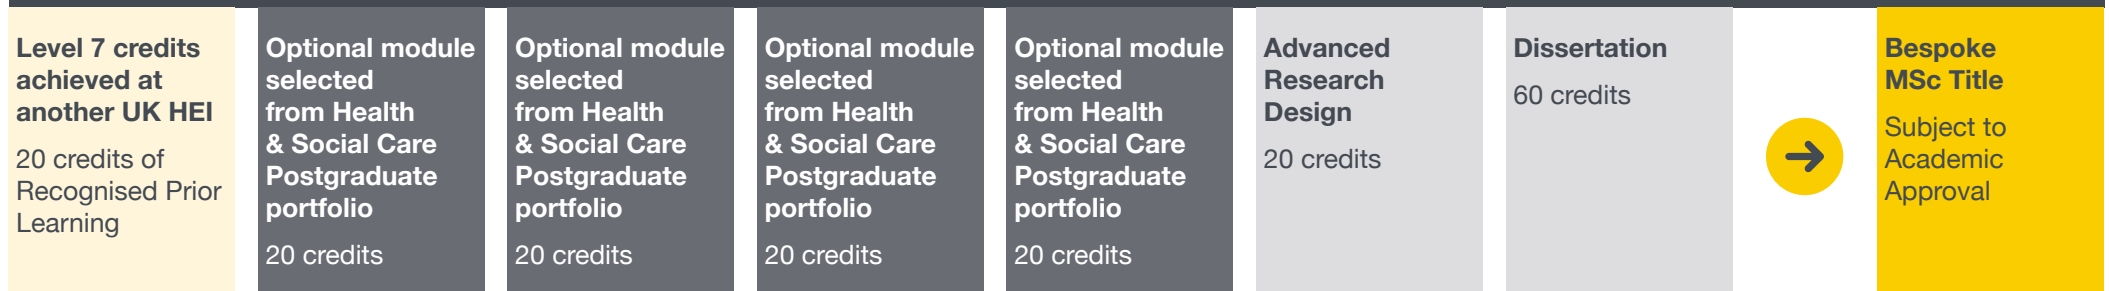 Level 7 credits
achieved at
another UK HEI
20 credits of
Recognised Prior
Learning
Optional module
selected
from Health
& Social Care
Postgraduate
portfolio
20 credits
Optional module
selected
from Health
& Social Care
Postgraduate
portfolio
20 credits
Optional module
selected
from Health
& Social Care
Postgraduate
portfolio
20 credits
Optional module
selected
from Health
& Social Care
Postgraduate
portfolio
20 credits
Advanced
Research
Design
20 credits
Dissertation
60 credits
Bespoke
MSc Title
Subject to
Academic
Approval